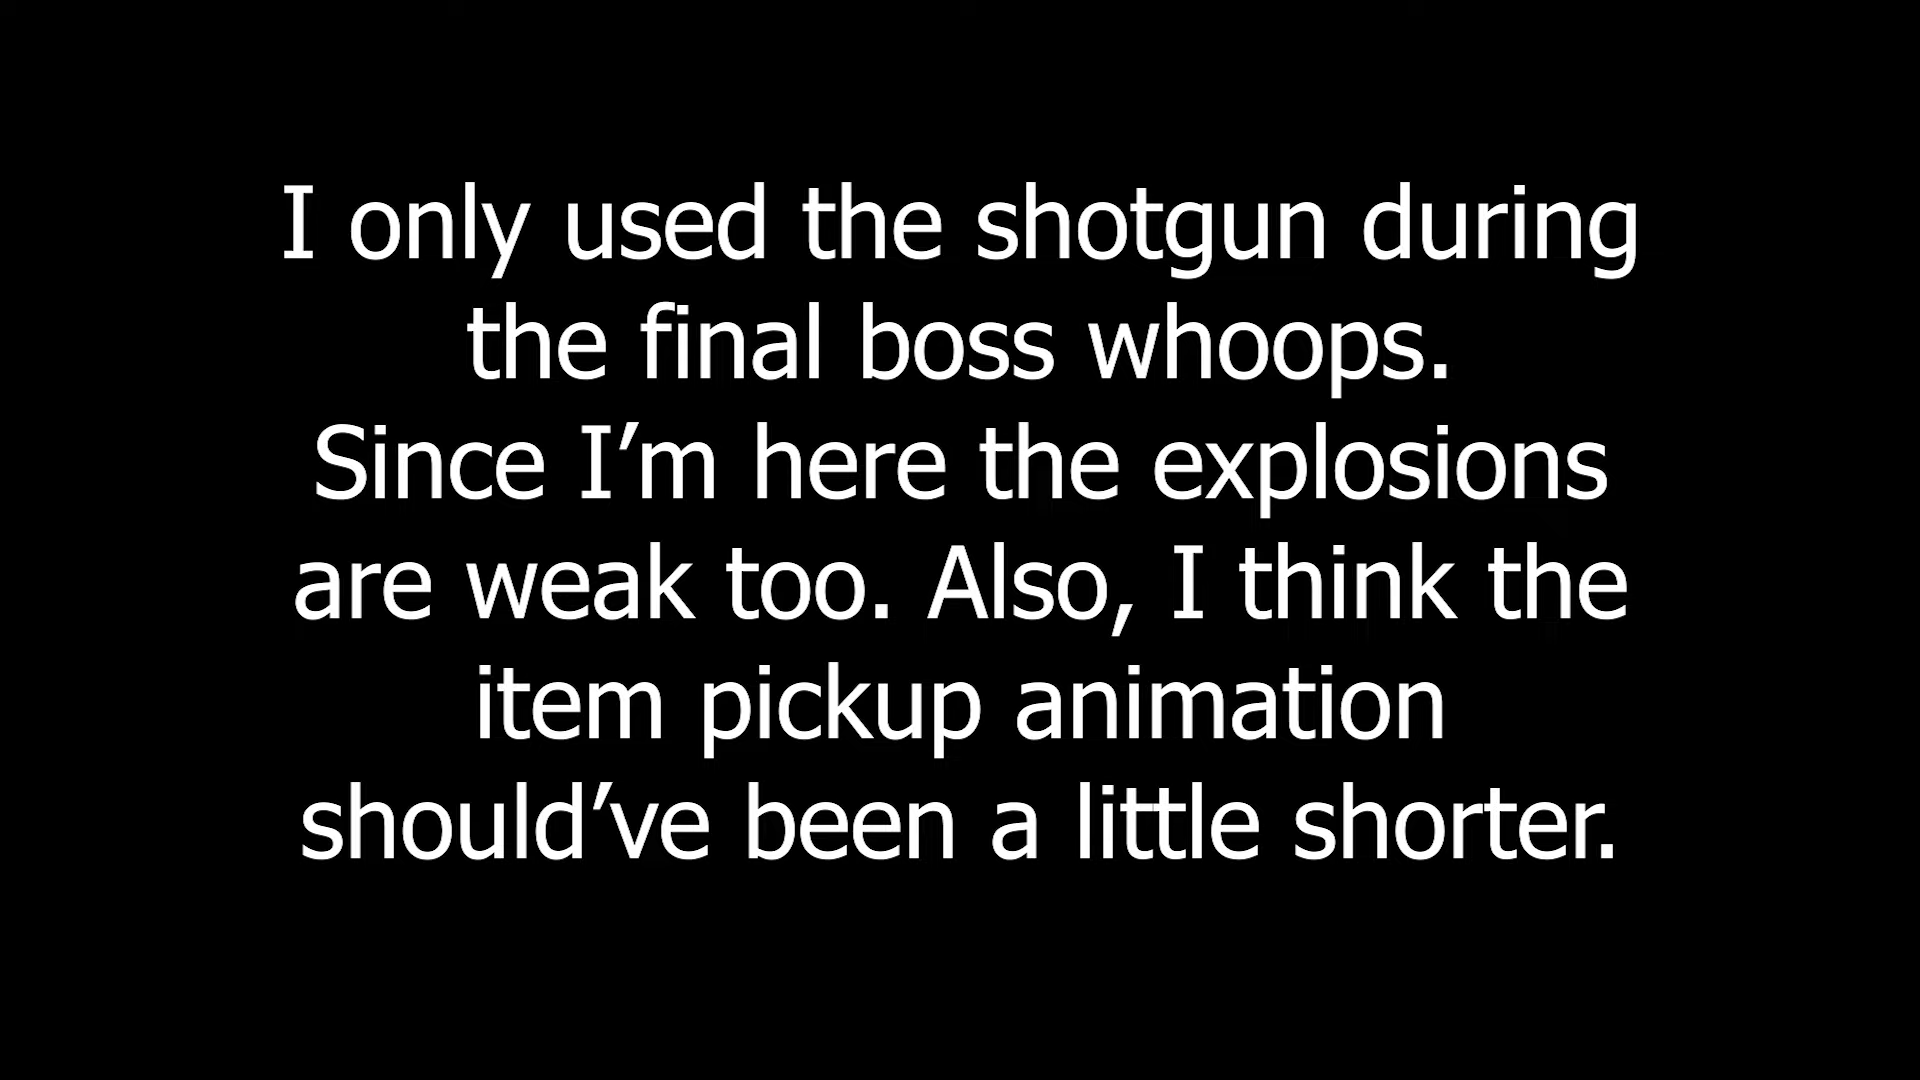 I only used the shotgun during
the final boss whoops.
Since I’m here the explosions
are weak too. Also, I think the
item pickup animation
should’ve been a little shorter.